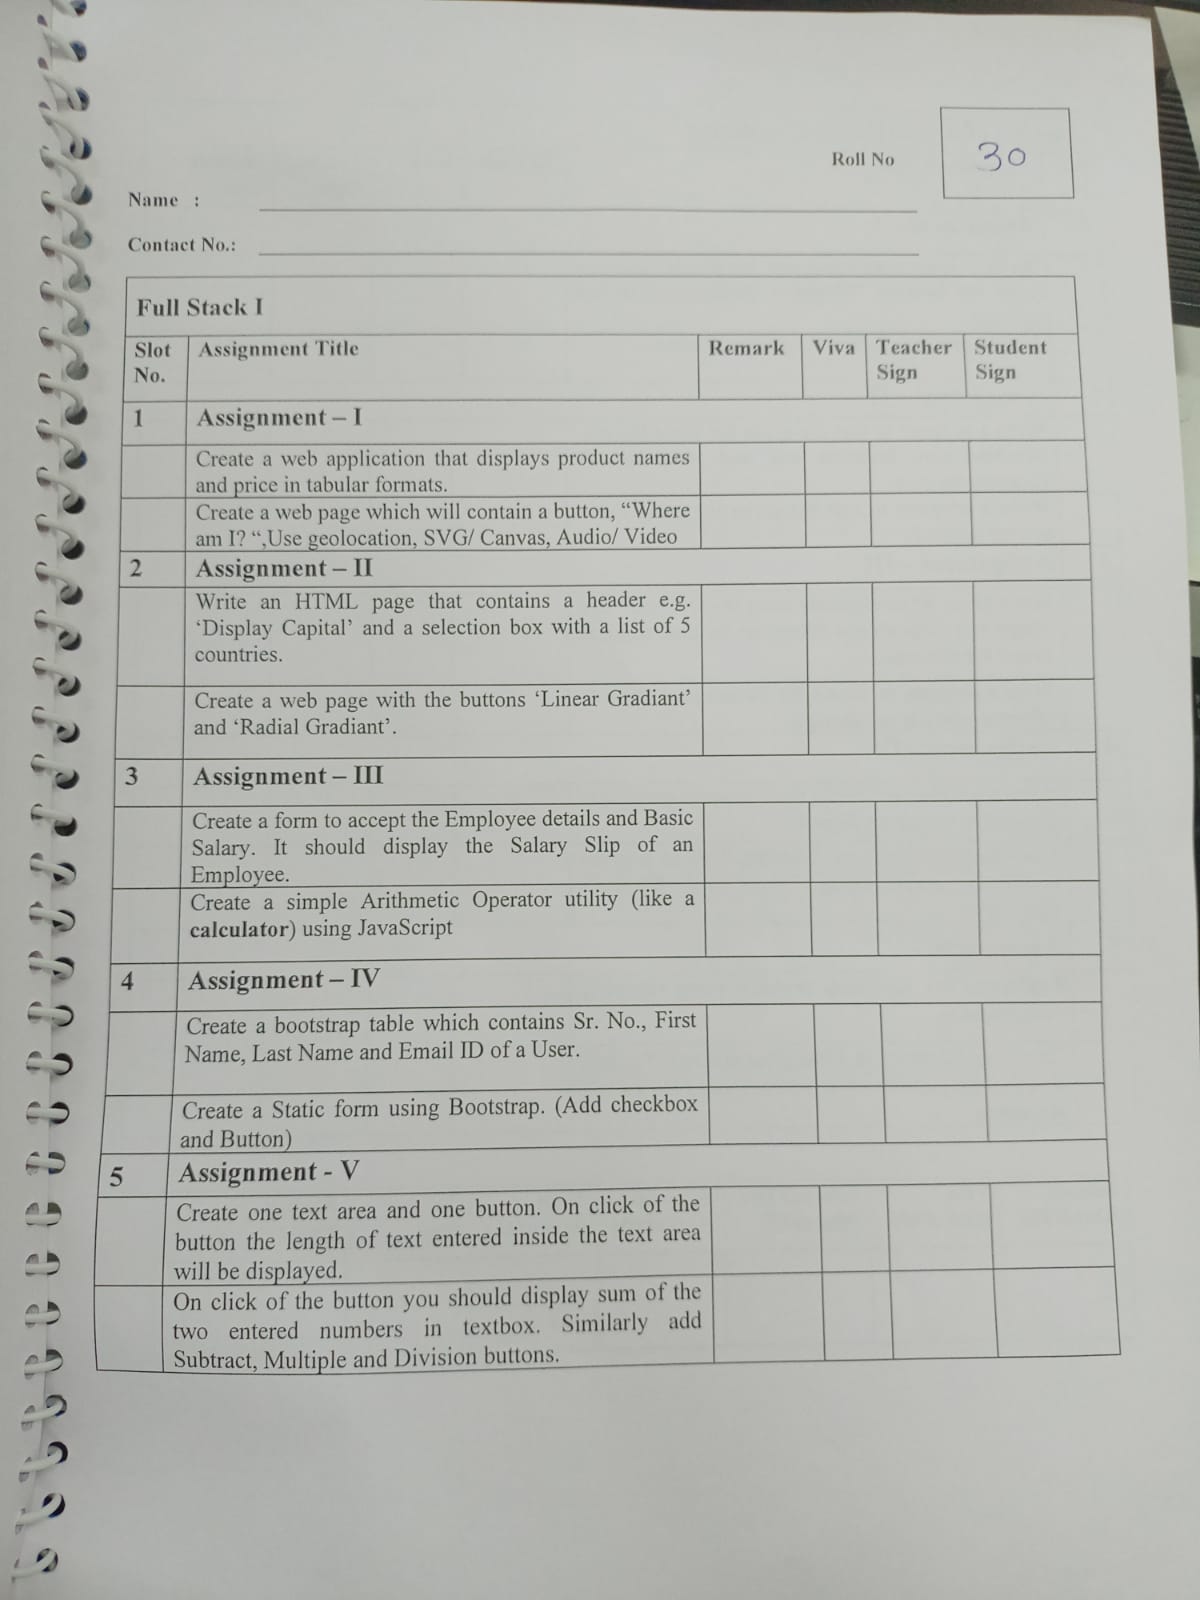 Roll No
30
Name :
Contact No.:
Full Stack I
Slot No. Assignment Title Remark Viva Teacher Sign Student Sign
1 Assignment – I
Create a web application that displays product names
and price in tabular formats.
Create a web page which will contain a button, “Where
am I? “,Use geolocation, SVG/ Canvas, Audio/ Video
2 Assignment – II
Write an HTML page that contains a header e.g.
‘Display Capital’ and a selection box with a list of 5
countries.
Create a web page with the buttons ‘Linear Gradiant’
and ‘Radial Gradiant’.
3 Assignment – III
Create a form to accept the Employee details and Basic
Salary. It should display the Salary Slip of an
Employee.
Create a simple Arithmetic Operator utility (like a
calculator) using JavaScript
4 Assignment – IV
Create a bootstrap table which contains Sr. No., First
Name, Last Name and Email ID of a User.
Create a Static form using Bootstrap. (Add checkbox
and Button)
5 Assignment - V
Create one text area and one button. On click of the
button the length of text entered inside the text area
will be displayed.
On click of the button you should display sum of the
two entered numbers in textbox. Similarly add
Subtract, Multiple and Division buttons.